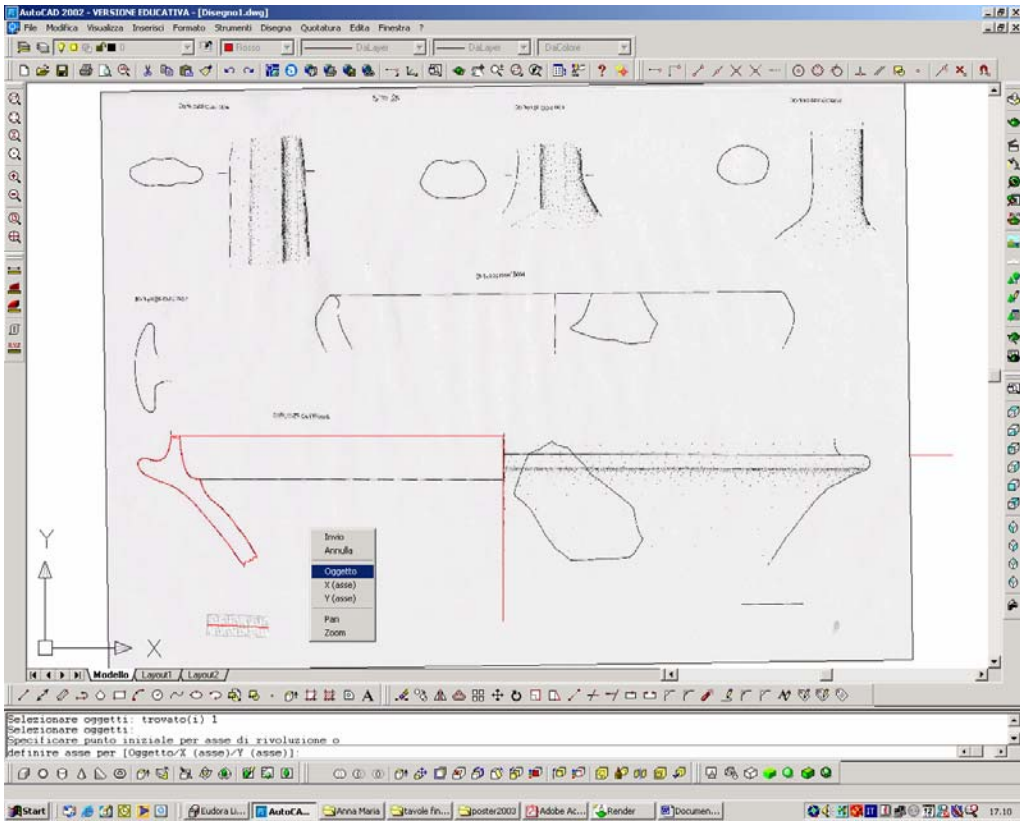 AutoCAD 2002 - VERSIONE EDUCATIVA - [Disegno1.dwg]
File Modifica Visualizza Inserisci Formato Strumenti Disegna Quotatura Edita Finestra ?
0 Rosso DaLayer DaLayer DaColore
Invio
Annulla
Oggetto
X (asse)
Y (asse)
Pan
Zoom
Y
X
Modello Layout1 Layout2
Selezionare oggetti: trovato(i) 1
Selezionare oggetti:
Specificare punto iniziale per asse di rivoluzione o
definire asse per [Oggetto/X (asse)/Y (asse)]:
Start Eudora Li... AutoCA... Anna Maria tavole fin... poster2003 Adobe Ac... Render Documen... 17.10